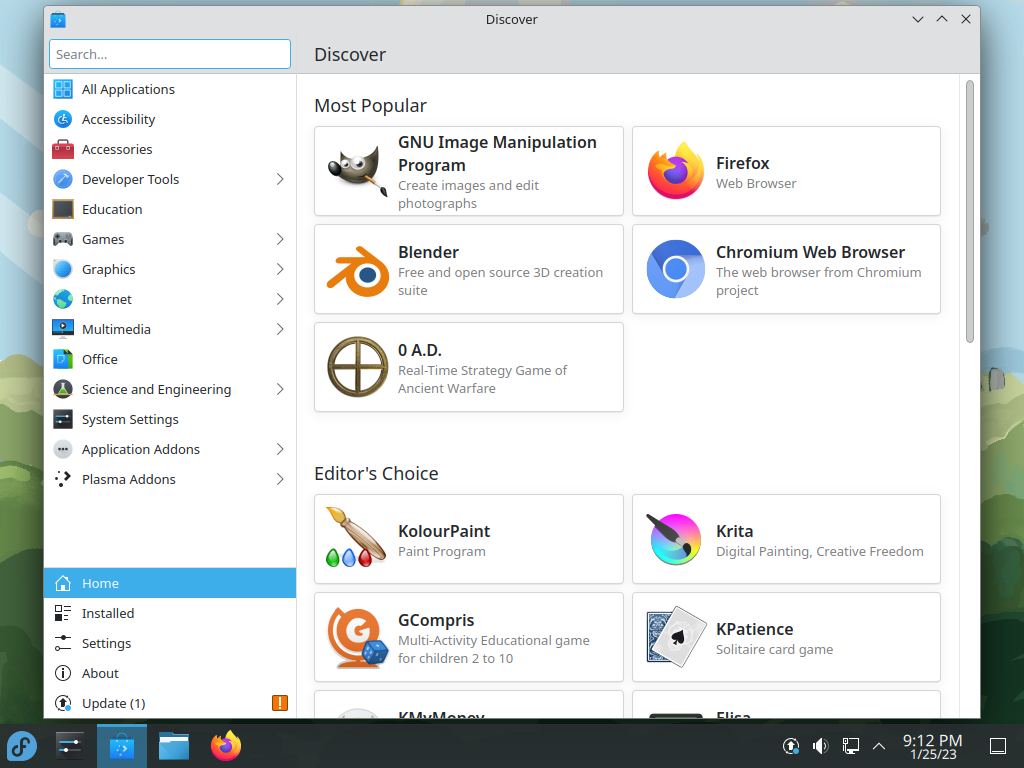 Discover
Search...
Discover
All Applications
Accessibility
Accessories
Developer Tools
Education
Games
Graphics
Internet
Multimedia
Office
Science and Engineering
System Settings
Application Addons
Plasma Addons
Home
Installed
Settings
About
Update (1)
Most Popular
GNU Image Manipulation
Program
Create images and edit
photographs
Firefox
Web Browser
Blender
Free and open source 3D creation
suite
Chromium Web Browser
The web browser from Chromium
project
0 A.D.
Real-Time Strategy Game of
Ancient Warfare
Editor's Choice
KolourPaint
Paint Program
Krita
Digital Painting, Creative Freedom
GCompris
Multi-Activity Educational game
for children 2 to 10
KPatience
Solitaire card game
KMyMoney
Elisa
9:12 PM
1/25/23